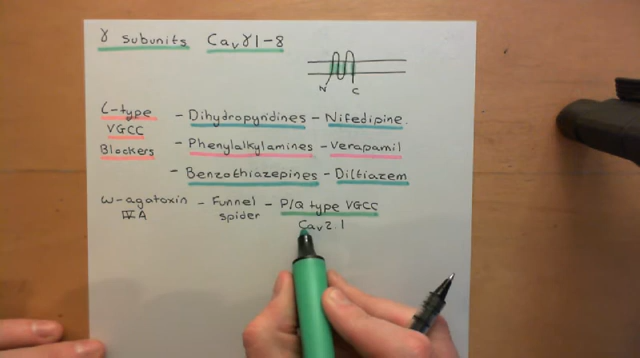 γ subunits Cavγ1-8
N C
L-type - Dihydropyridines - Nifedipine.
VGCC
Blockers - Phenylalkylamines - Verapamil
- Benzothiazepines - Diltiazem
ω-agatoxin - Funnel - P/Q type VGCC
IVA spider
Cav2.1